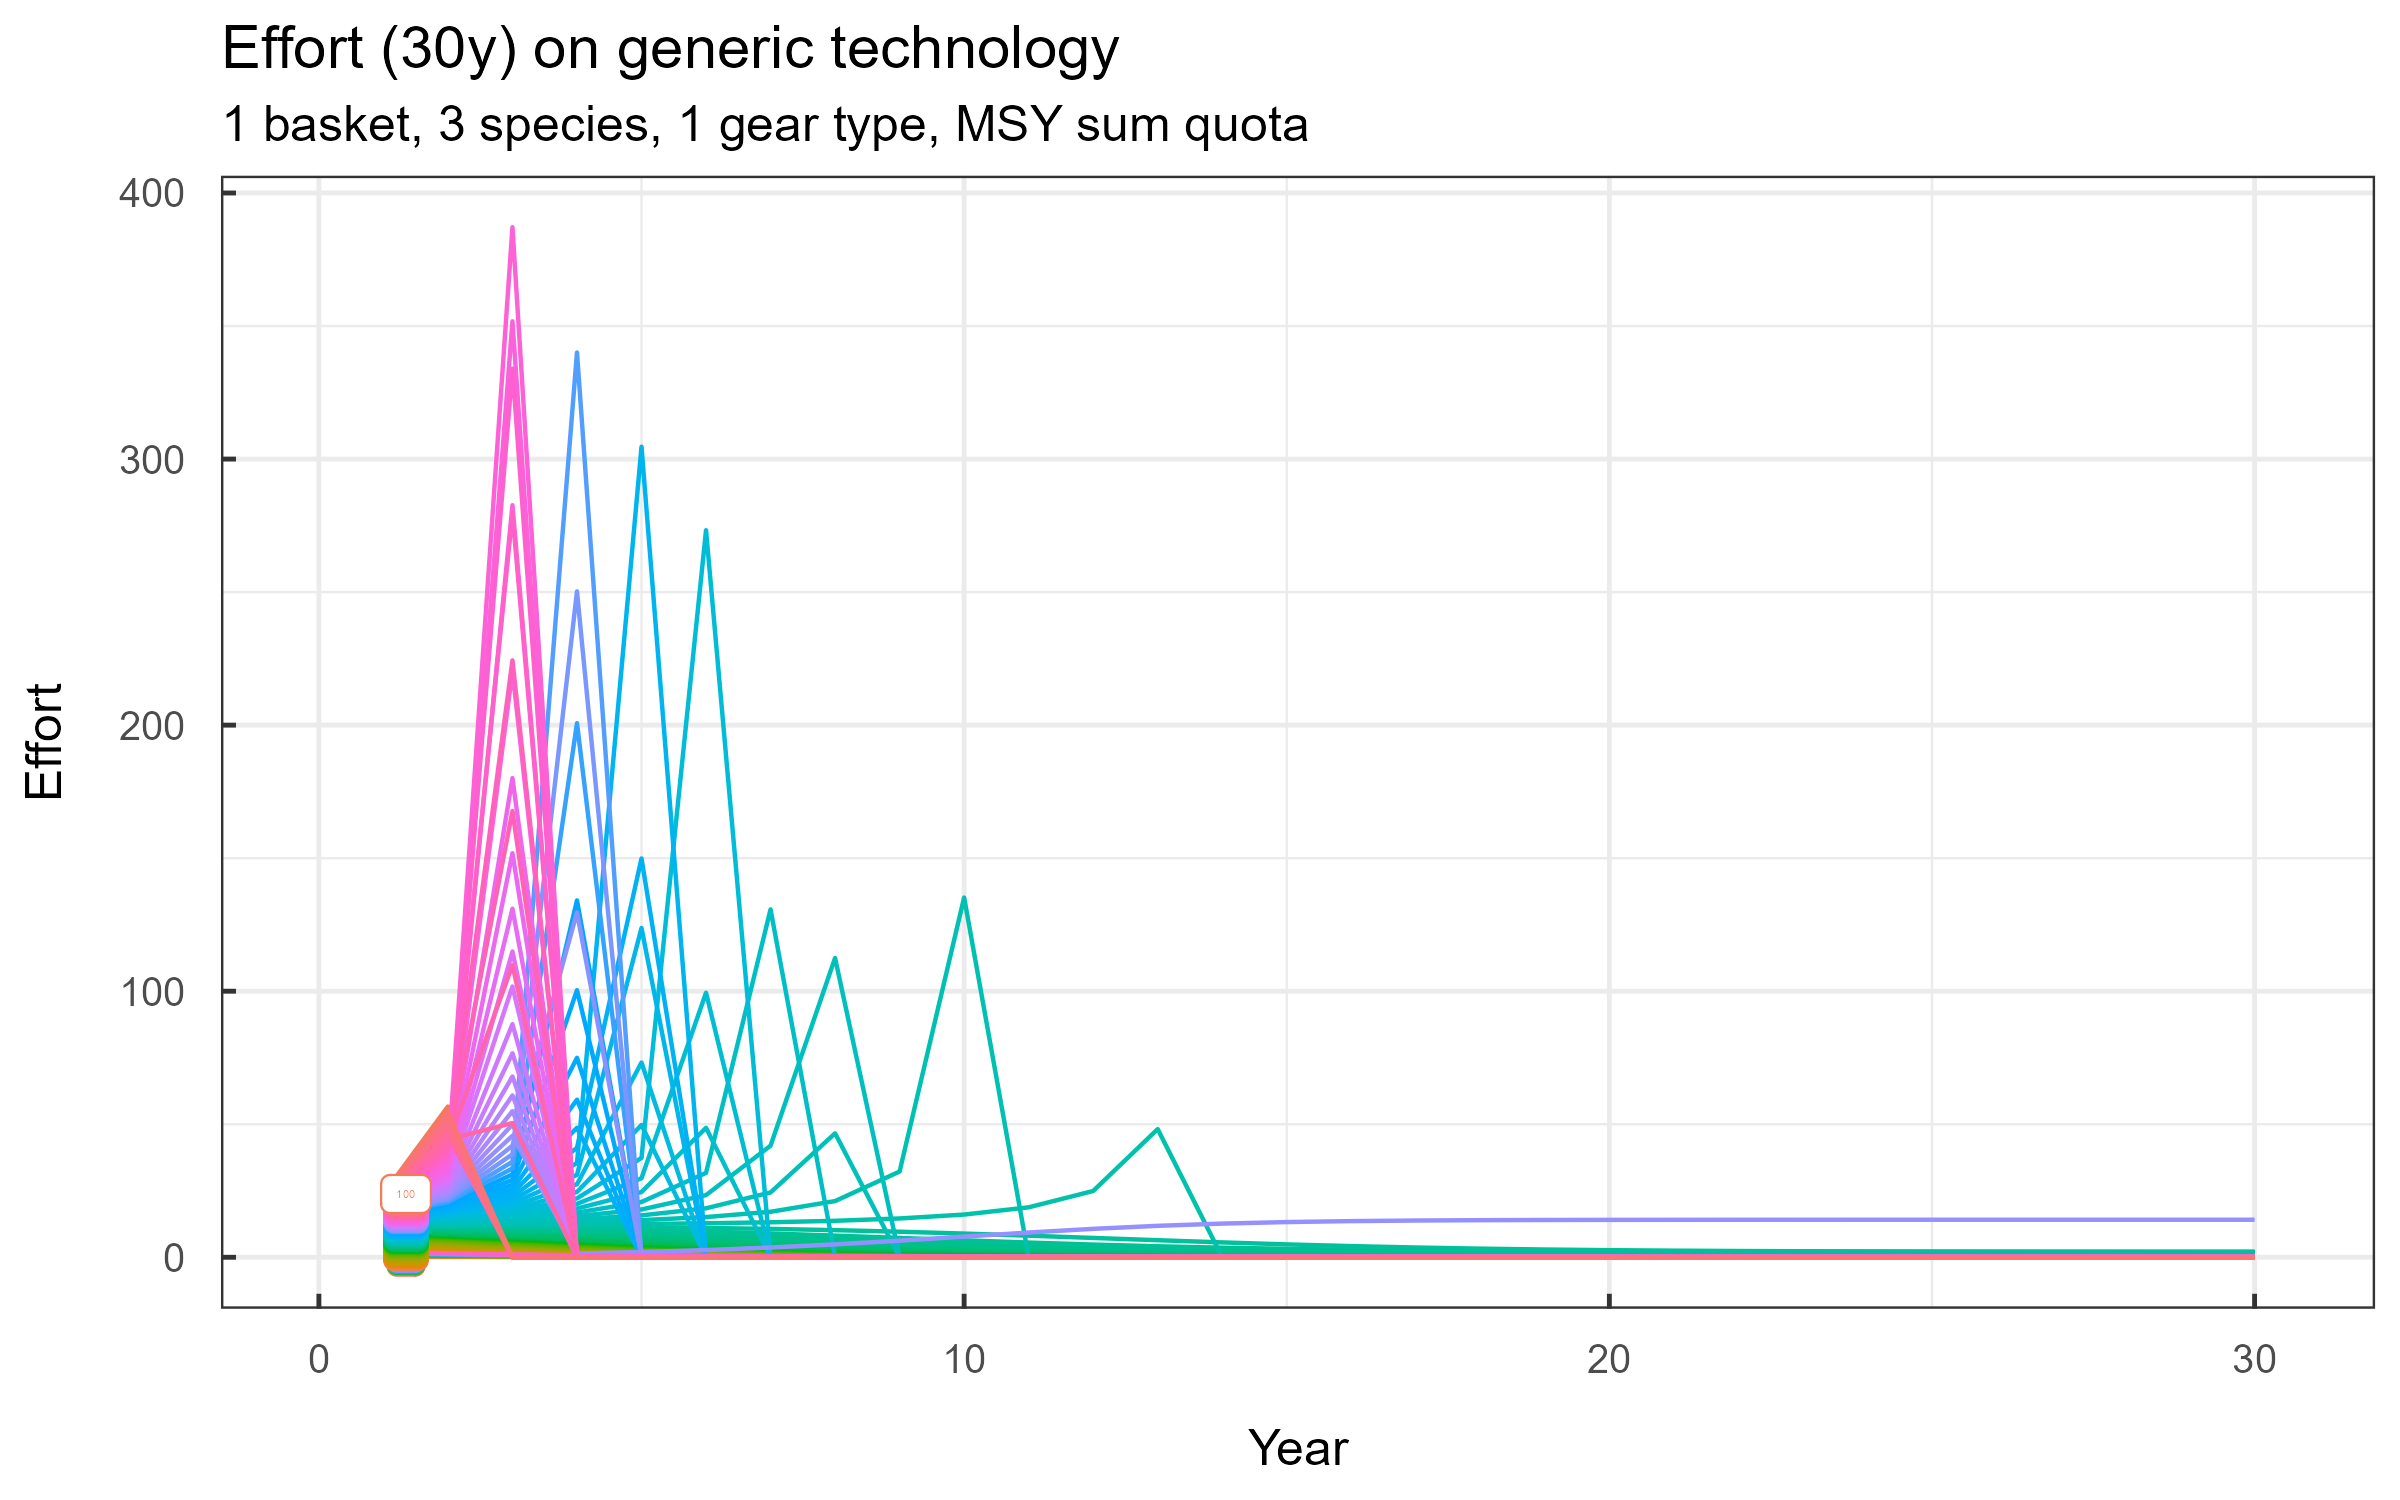 Effort (30y) on generic technology
1 basket, 3 species, 1 gear type, MSY sum quota
400
300
200
100
0
Effort
100
0
10
20
30
Year